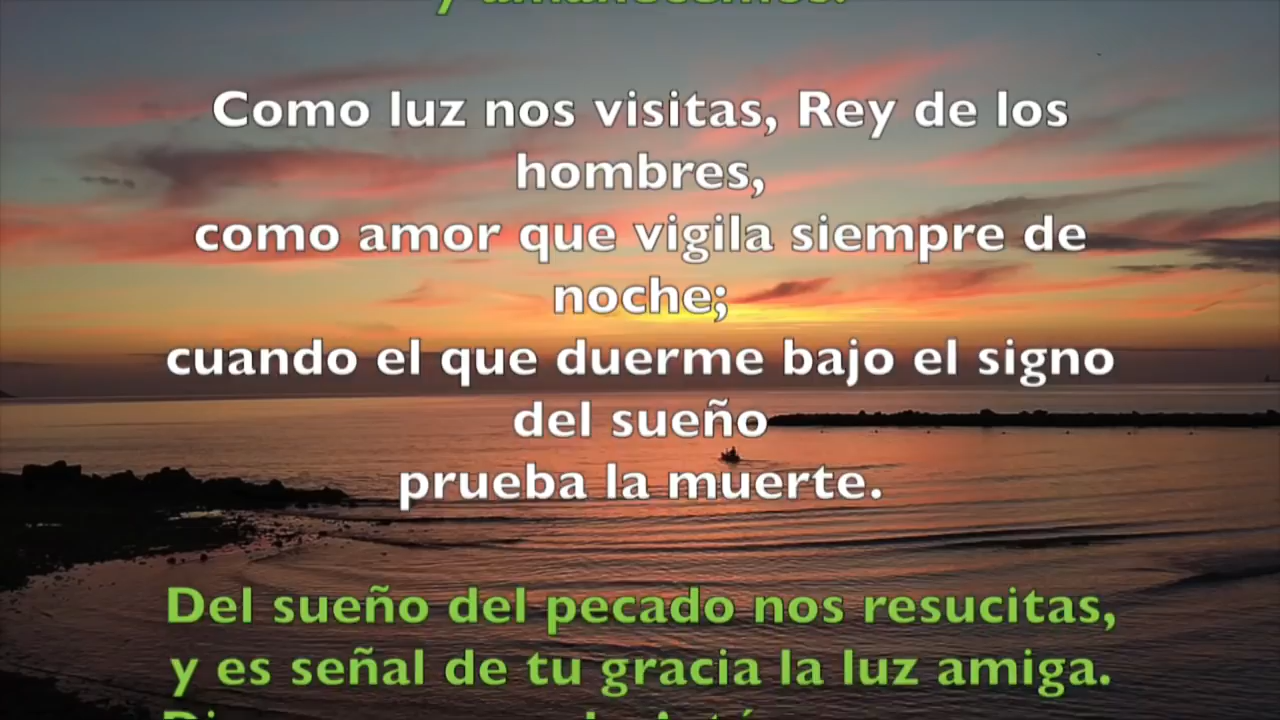 y amanecemos.
Como luz nos visitas, Rey de los
hombres,
como amor que vigila siempre de
noche;
cuando el que duerme bajo el signo
del sueño
prueba la muerte.
Del sueño del pecado nos resucitas,
y es señal de tu gracia la luz amiga.